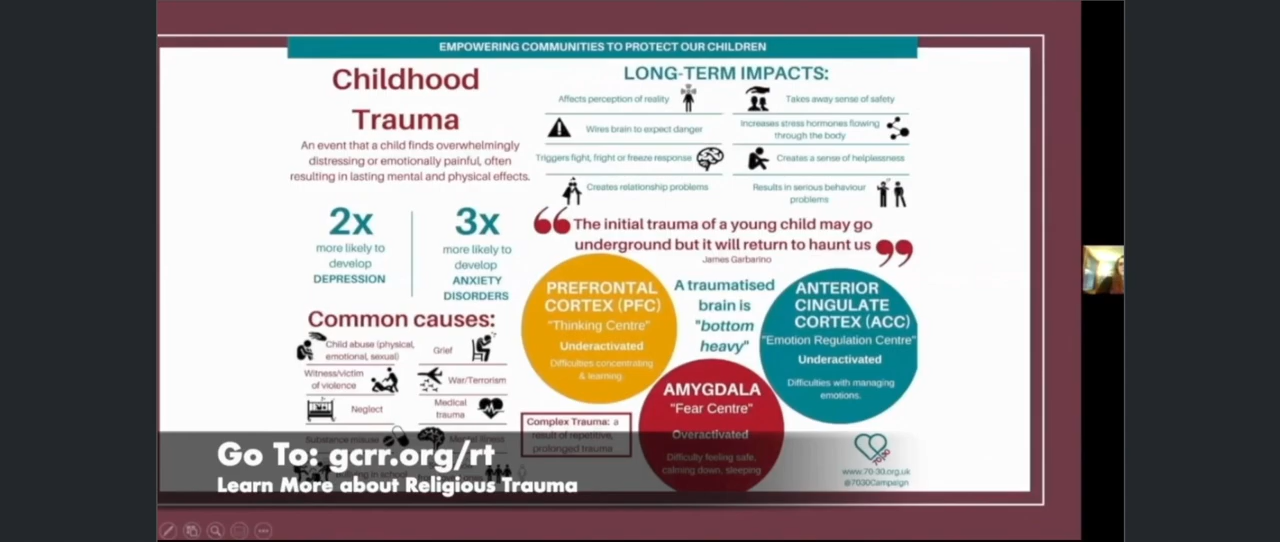 EMPOWERING COMMUNITIES TO PROTECT OUR CHILDREN
Childhood
Trauma
An event that a child finds overwhelmingly
distressing or emotionally painful, often
resulting in lasting mental and physical effects.
2x
more likely to
develop
DEPRESSION
3x
more likely to
develop
ANXIETY
DISORDERS
Common causes:
Child abuse (physical,
emotional, sexual)
Grief
Witness/victim
of violence
War/Terrorism
Neglect
Medical
trauma
Substance misuse
Mental illness
in school
LONG-TERM IMPACTS:
Affects perception of reality
Takes away sense of safety
Wires brain to expect danger
Increases stress hormones flowing
through the body
Triggers fight, fright or freeze response
Creates a sense of helplessness
Creates relationship problems
Results in serious behaviour
problems
❝The initial trauma of a young child may go
underground but it will return to haunt us❞
James Garbarino
PREFRONTAL
CORTEX (PFC)
"Thinking Centre"
Underactivated
Difficulties concentrating
& learning.
A traumatised
brain is
"bottom
heavy"
ANTERIOR
CINGULATE
CORTEX (ACC)
"Emotion Regulation Centre"
Underactivated
Difficulties with managing
emotions.
AMYGDALA
"Fear Centre"
Overactivated
Difficulty feeling safe,
calming down, sleeping
Complex Trauma: a
result of repetitive,
prolonged trauma
70-30
www.70-30.org.uk
@7030Campaign
Go To: gcrr.org/rt
Learn More about Religious Trauma